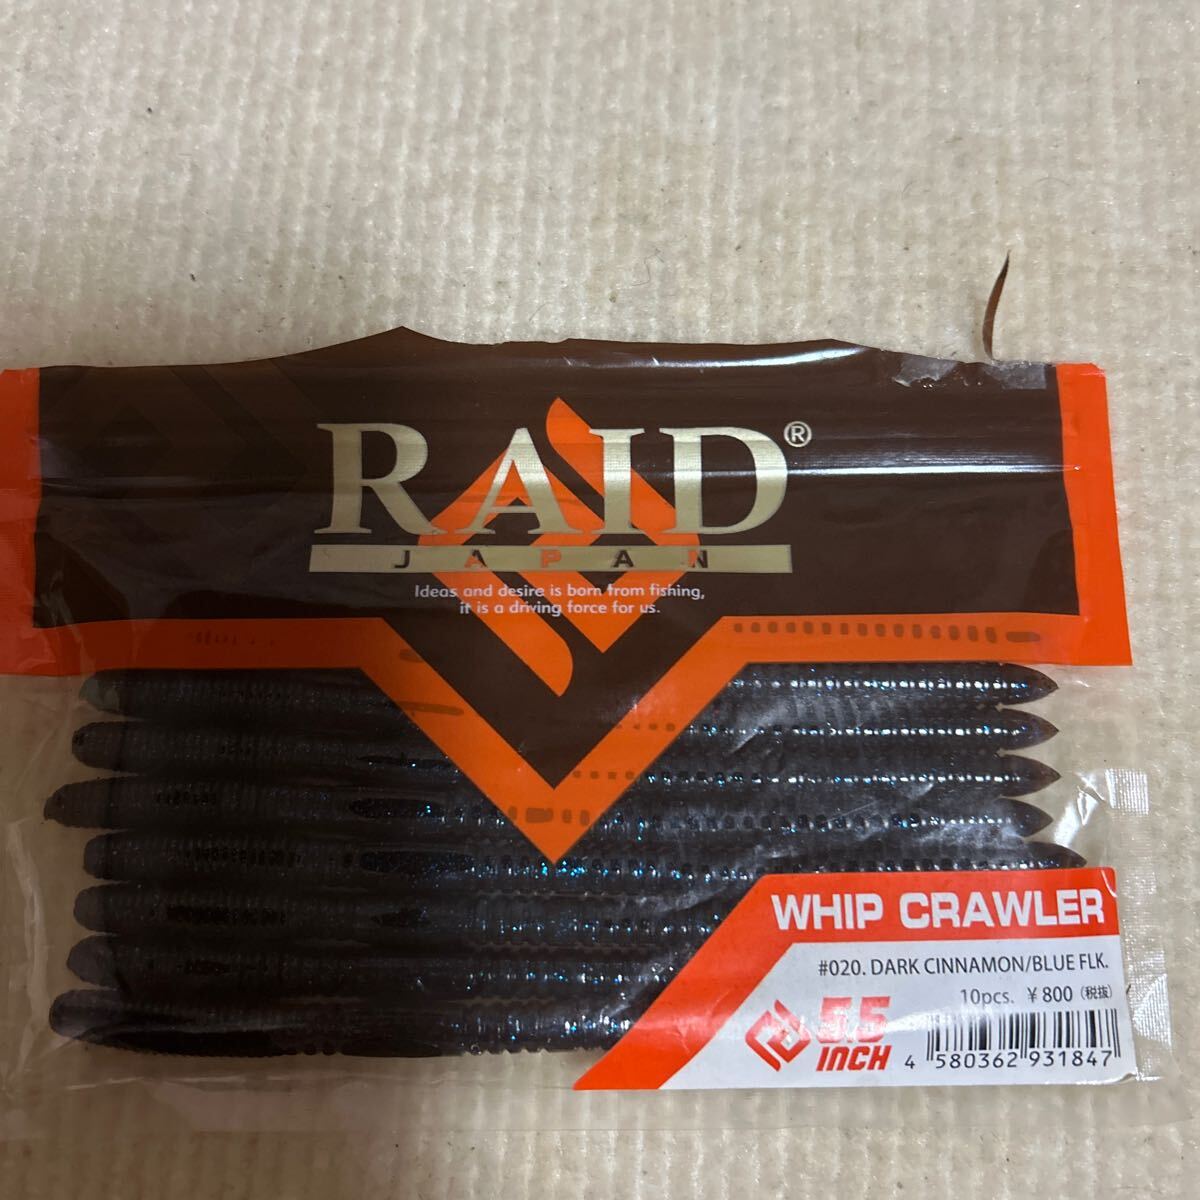 RAID®
JAPAN
Ideas and desire is born from fishing,
it is a driving force for us.
WHIP CRAWLER
#020. DARK CINNAMON/BLUE FLK.
10pcs. ¥800(税抜)
5.5
INCH
4 580362 931847